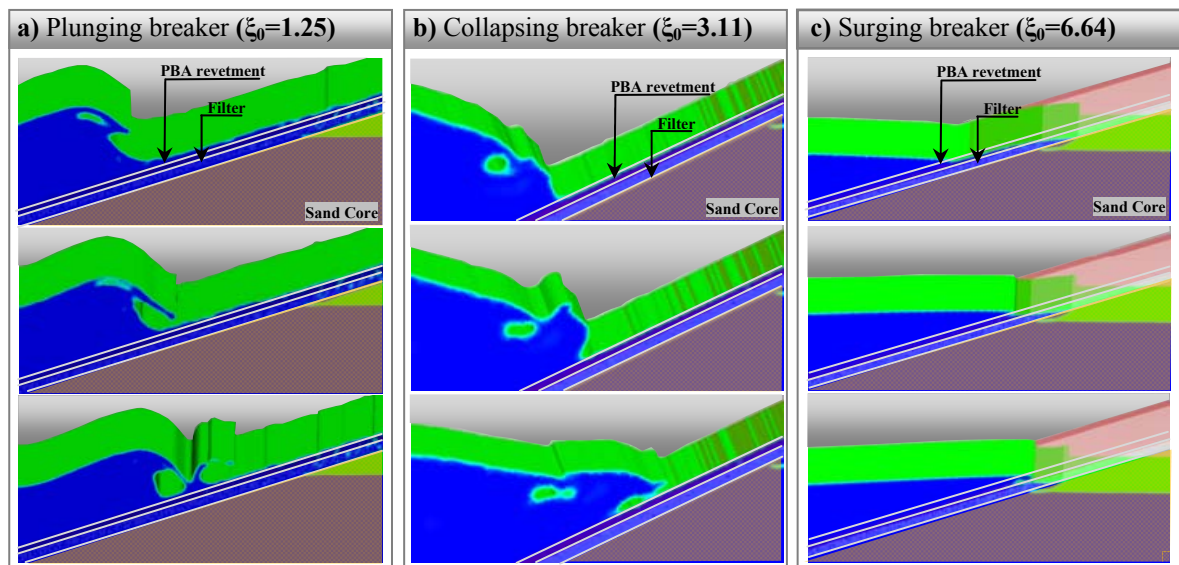 a) Plunging breaker (ξ₀=1.25)
PBA revetment
Filter
Sand Core
b) Collapsing breaker (ξ₀=3.11)
PBA revetment
Filter
Sand Core
c) Surging breaker (ξ₀=6.64)
PBA revetment
Filter
Sand Core